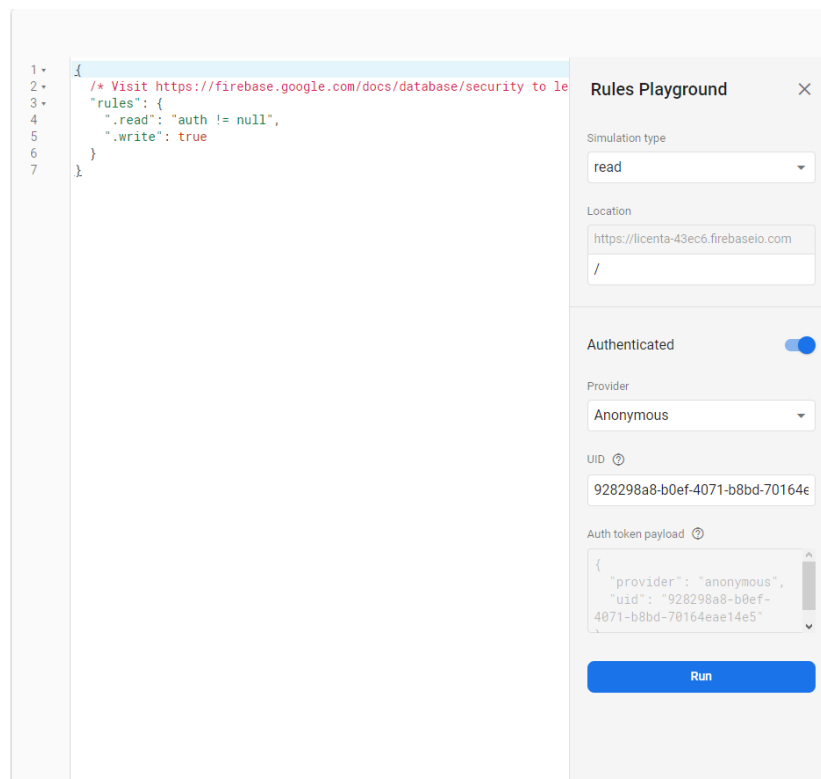 1 {
2 /* Visit https://firebase.google.com/docs/database/security to le
3 "rules": {
4 ".read": "auth != null",
5 ".write": true
6 }
7 }
Rules Playground
Simulation type
read
Location
https://licenta-43ec6.firebaseio.com
/
Authenticated
Provider
Anonymous
UID
928298a8-b0ef-4071-b8bd-70164e
Auth token payload
{
"provider": "anonymous",
"uid": "928298a8-b0ef-
4071-b8bd-70164eae14e5"
}
Run